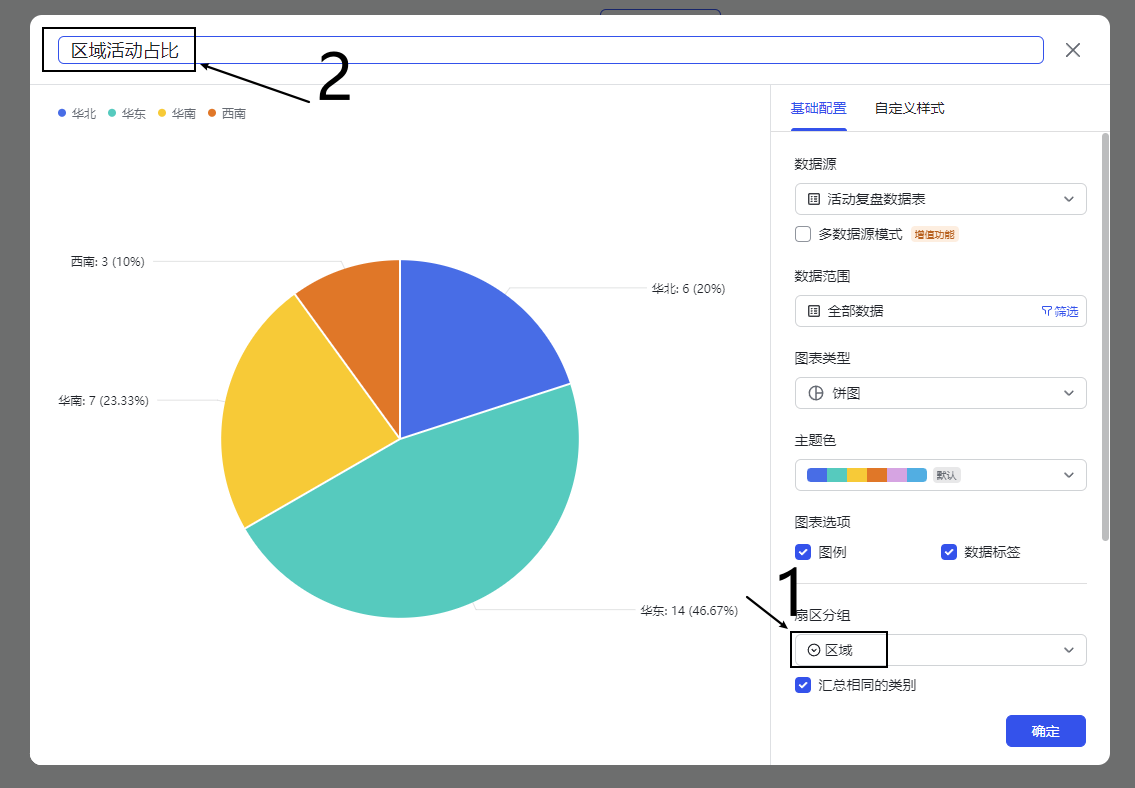 区域活动占比
2
华北 华东 华南 西南
西南: 3 (10%)
华北: 6 (20%)
华南: 7 (23.33%)
华东: 14 (46.67%)
基础配置 自定义样式
数据源
活动复盘数据表
多数据源模式 增值功能
数据范围
全部数据 筛选
图表类型
饼图
主题色
默认
图表选项
图例 数据标签
1
扇区分组
区域
汇总相同的类别
确定